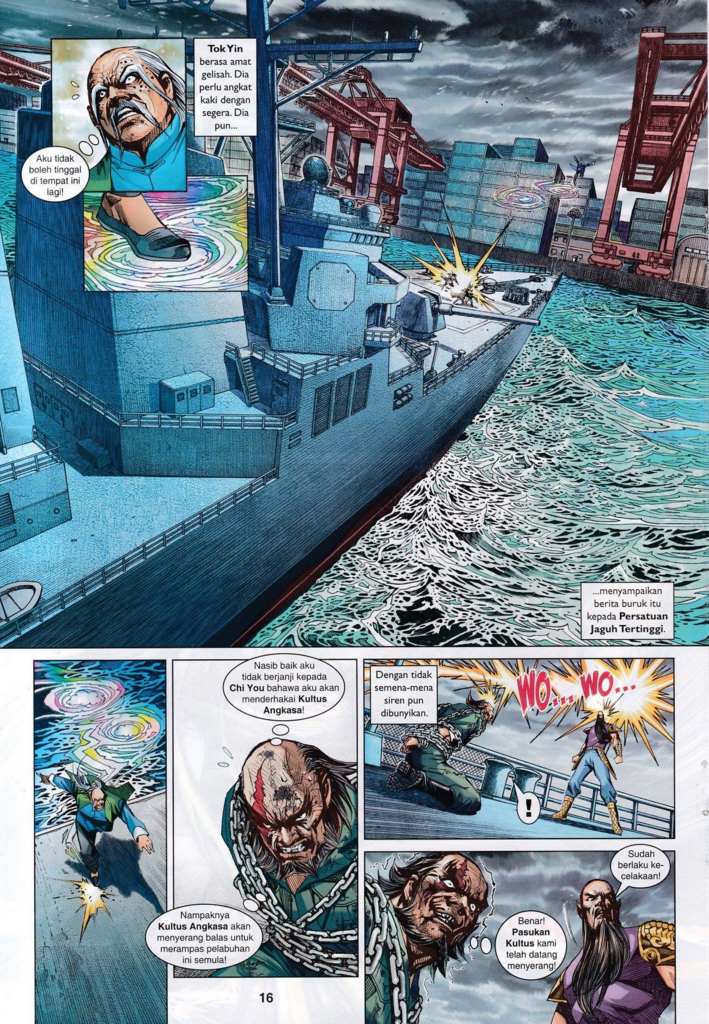 Tok Yin
berasa amat
gelisah. Dia
perlu angkat
kaki dengan
segera. Dia
pun...
Aku tidak
boleh tinggal
di tempat ini
lagi!
...menyampaikan
berita buruk itu
kepada Persatuan
Jaguh Tertinggi.
Nasib baik aku
tidak berjanji kepada
Chi You bahawa aku akan
menderhakai Kultus
Angkasa!
Nampaknya
Kultus Angkasa akan
menyerang balas untuk
merampas pelabuhan
ini semula!
Dengan tidak
semena-mena
siren pun
dibunyikan.
WO... WO...
!
Benar!
Pasukan
Kultus kami
telah datang
menyerang!
Sudah
berlaku ke-
celakaan!
16